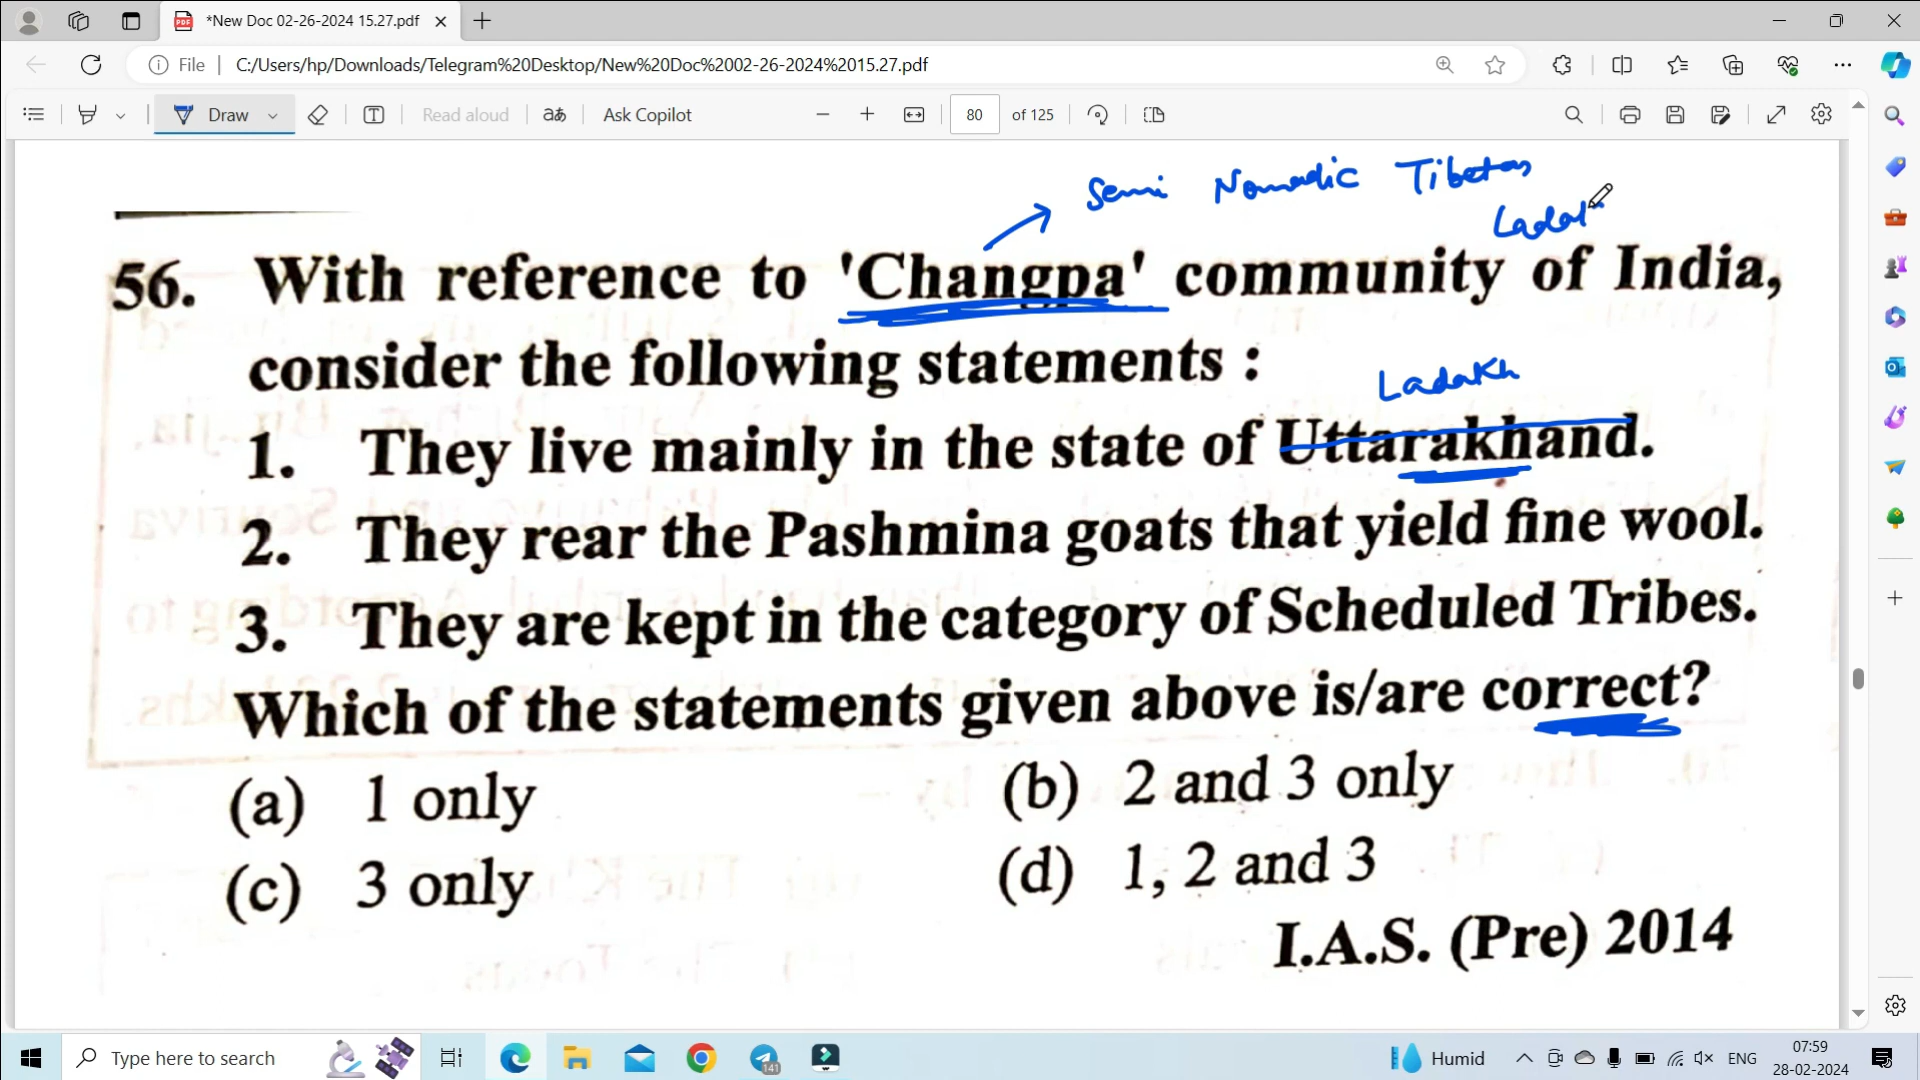 *New Doc 02-26-2024 15.27.pdf
File
C:/Users/hp/Downloads/Telegram%20Desktop/New%20Doc%2002-26-2024%2015.27.pdf
Draw
Read aloud
aあ
Ask Copilot
80 of 125
Semi Nomadic Tibetan
Ladak
56. With reference to 'Changpa' community of India,
consider the following statements :
Ladakh
1. They live mainly in the state of Uttarakhand.
2. They rear the Pashmina goats that yield fine wool.
3. They are kept in the category of Scheduled Tribes.
Which of the statements given above is/are correct?
(a) 1 only (b) 2 and 3 only
(c) 3 only (d) 1, 2 and 3
I.A.S. (Pre) 2014
Type here to search
141
Humid
ENG
07:59
28-02-2024